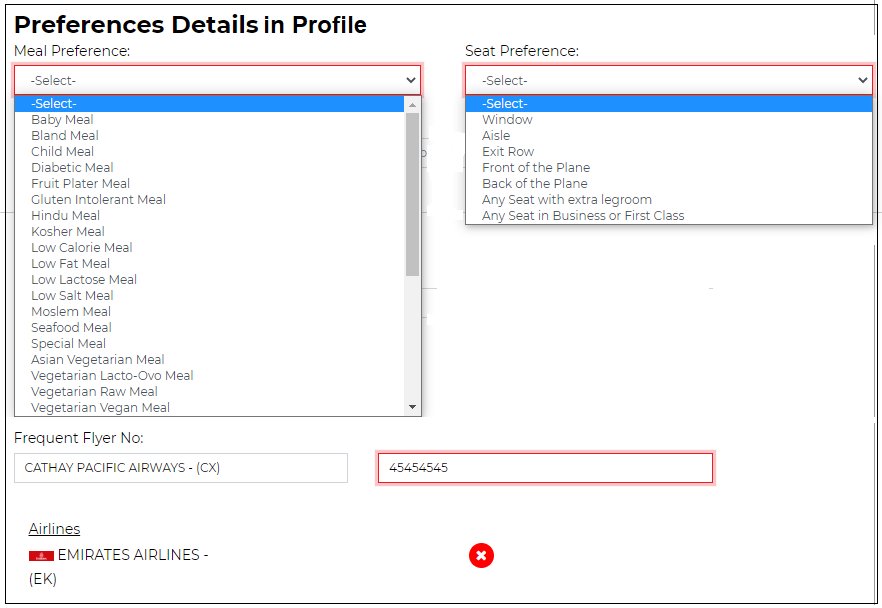 Preferences Details in Profile
Meal Preference:
Seat Preference:
-Select-
-Select-
-Select-
Baby Meal
Bland Meal
Child Meal
Diabetic Meal
Fruit Plater Meal
Gluten Intolerant Meal
Hindu Meal
Kosher Meal
Low Calorie Meal
Low Fat Meal
Low Lactose Meal
Low Salt Meal
Moslem Meal
Seafood Meal
Special Meal
Asian Vegetarian Meal
Vegetarian Lacto-Ovo Meal
Vegetarian Raw Meal
Vegetarian Vegan Meal
-Select-
Window
Aisle
Exit Row
Front of the Plane
Back of the Plane
Any Seat with extra legroom
Any Seat in Business or First Class
Frequent Flyer No:
CATHAY PACIFIC AIRWAYS - (CX)
45454545
Airlines
EMIRATES AIRLINES -
(EK)